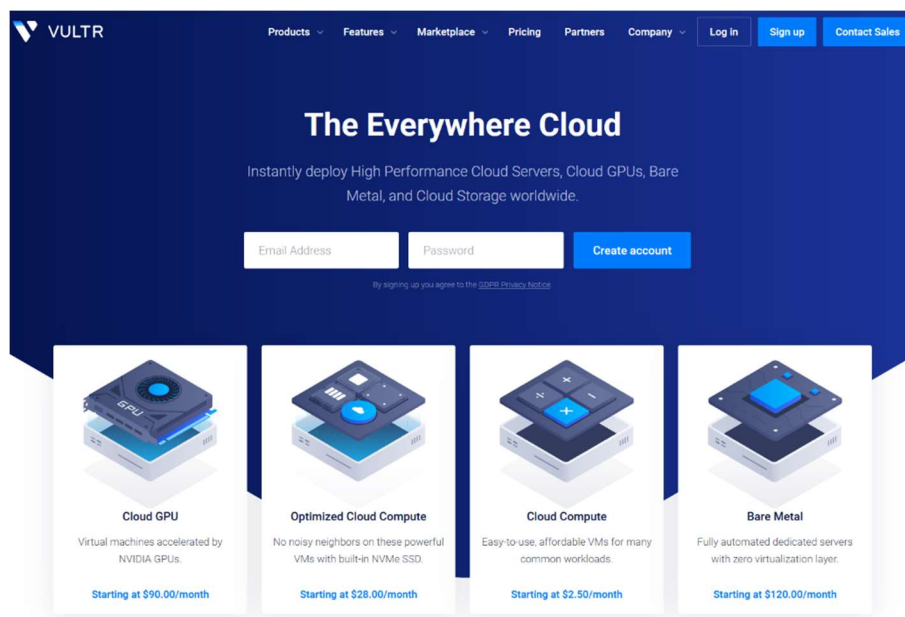 VULTR
Products
Features
Marketplace
Pricing
Partners
Company
Log in
Sign up
Contact Sales
The Everywhere Cloud
Instantly deploy High Performance Cloud Servers, Cloud GPUs, Bare
Metal, and Cloud Storage worldwide.
Email Address
Password
Create account
By signing up you agree to the GDPR Privacy Notice.
GPU
Cloud GPU
Virtual machines accelerated by
NVIDIA GPUs.
Starting at $90.00/month
Optimized Cloud Compute
No noisy neighbors on these powerful
VMs with built-in NVMe SSD.
Starting at $28.00/month
Cloud Compute
Easy-to-use, affordable VMs for many
common workloads.
Starting at $2.50/month
Bare Metal
Fully automated dedicated servers
with zero virtualization layer.
Starting at $120.00/month